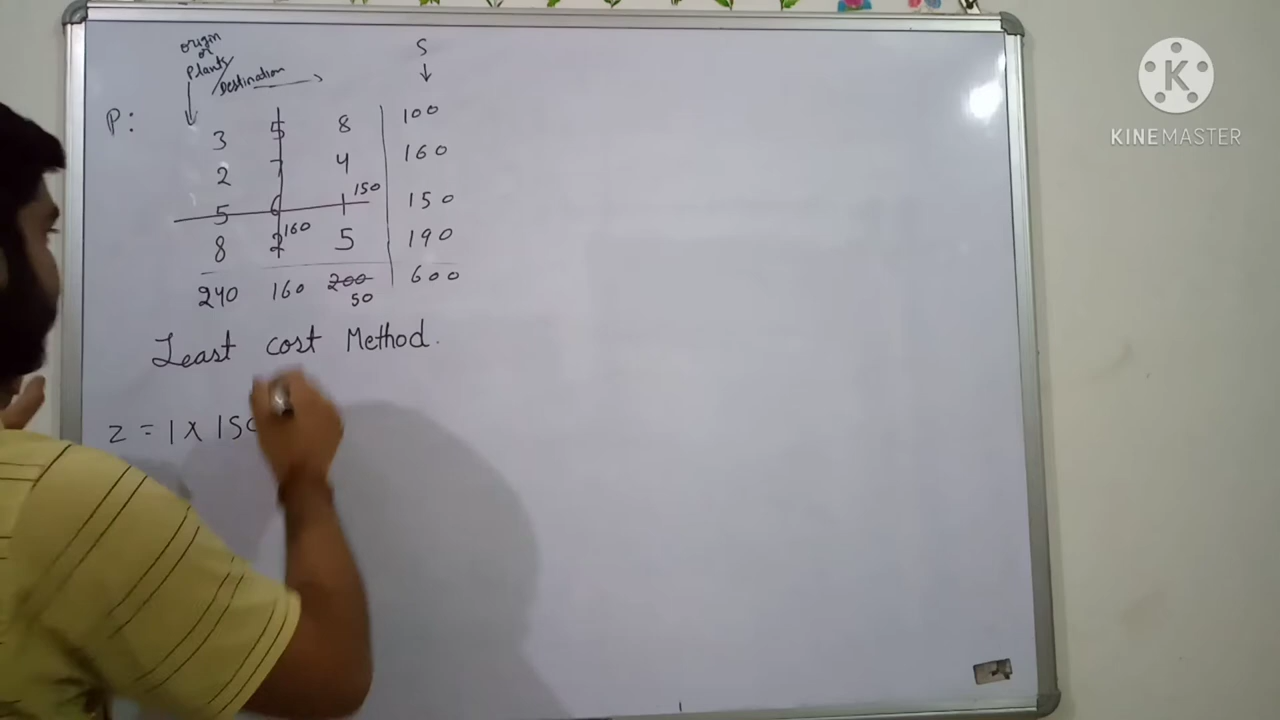 origin
or
Plants/
Destination
S
P:
3 5 8 100
2 7 4 160
150
5 6 1 150
160
8 2 5 190
240 160 200 600
50
Least cost Method.
Z = 1 x 150
K
KINEMASTER